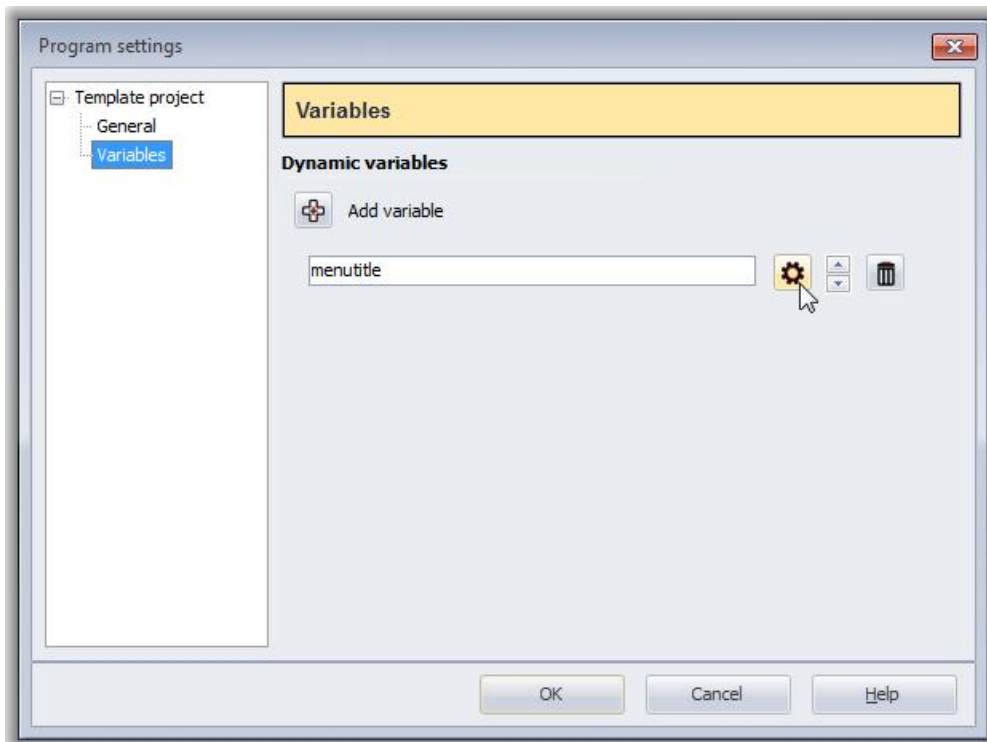 Program settings
Template project
General
Variables
Variables
Dynamic variables
Add variable
menutitle
OK
Cancel
Help